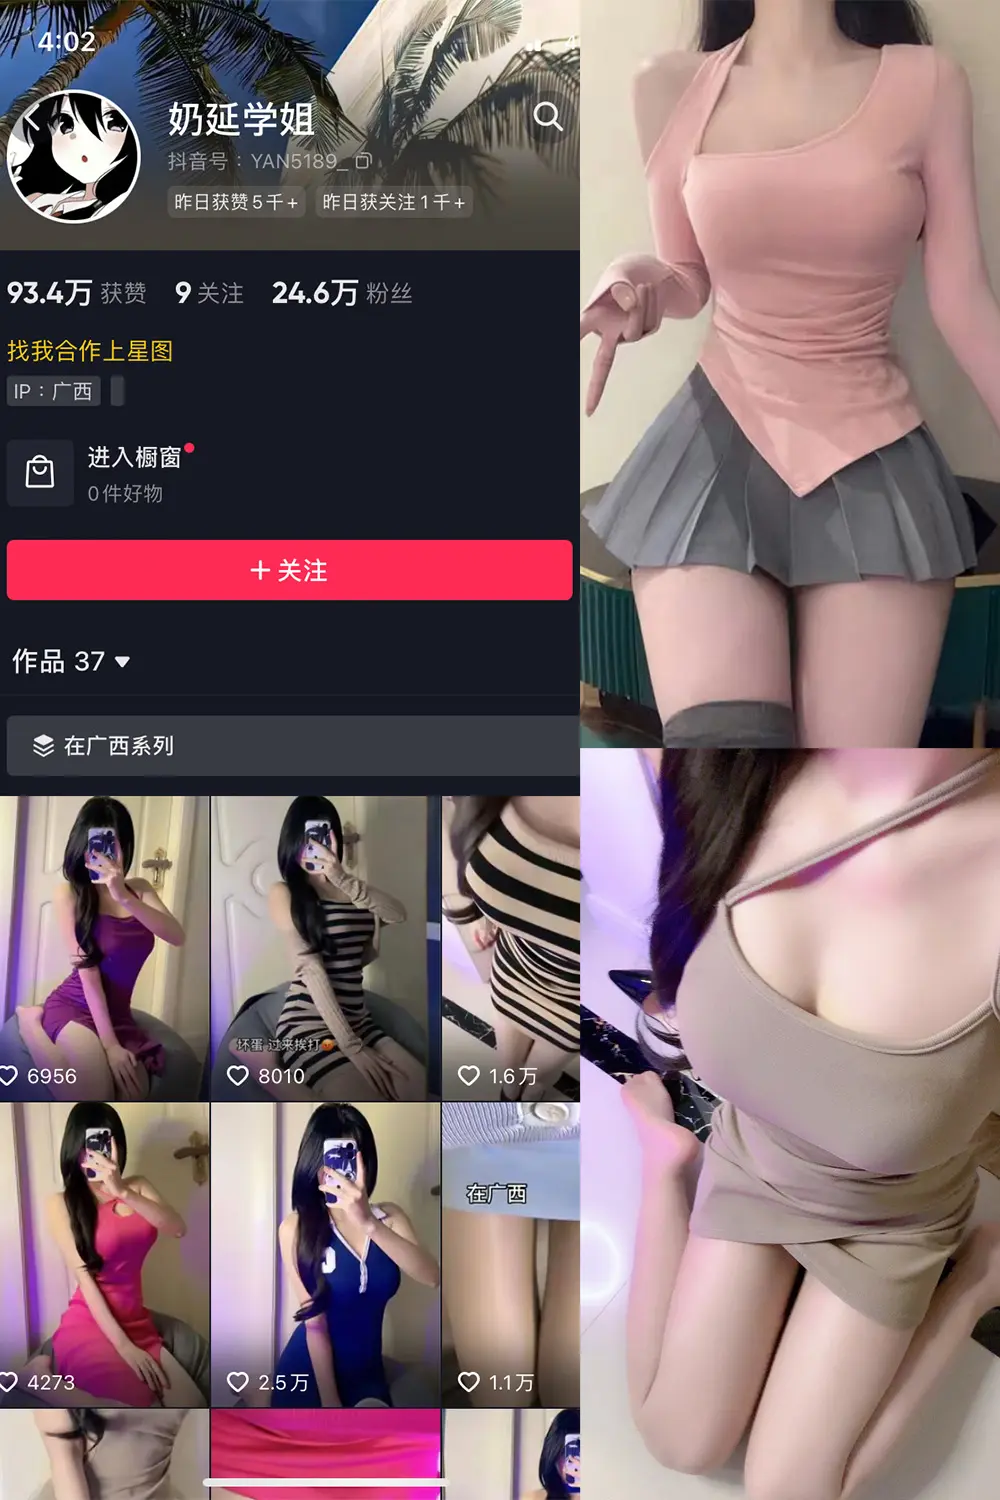 4:02
奶延学姐
抖音号：YAN5189_
昨日获赞5千+ 昨日获关注1千+
93.4万 获赞 9 关注 24.6万 粉丝
找我合作上星图
IP：广西
进入橱窗
0件好物
+ 关注
作品 37
在广西系列
坏蛋 过来挨打
6956 8010 1.6万
在广西
4273 2.5万 1.1万